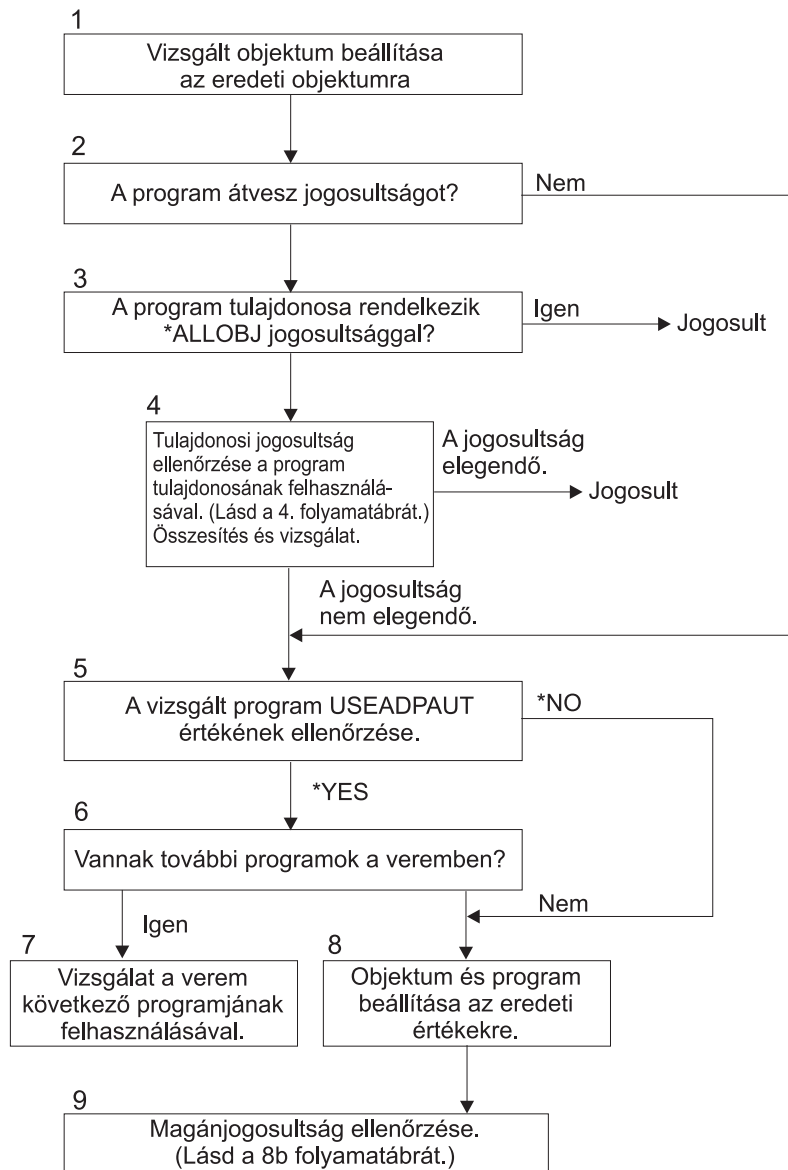 1
Vizsgált objektum beállítása
az eredeti objektumra
2
A program átvesz jogosultságot?
Nem
3
A program tulajdonosa rendelkezik
*ALLOBJ jogosultsággal?
Igen
Jogosult
4
Tulajdonosi jogosultság
ellenőrzése a program
tulajdonosának felhasználá-
sával. (Lásd a 4. folyamatábrát.)
Összesítés és vizsgálat.
A jogosultság
elegendő.
Jogosult
A jogosultság
nem elegendő.
5
A vizsgált program USEADPAUT
értékének ellenőrzése.
*NO
*YES
6
Vannak további programok a veremben?
Igen
Nem
7
Vizsgálat a verem
következő programjának
felhasználásával.
8
Objektum és program
beállítása az eredeti
értékekre.
9
Magánjogosultság ellenőrzése.
(Lásd a 8b folyamatábrát.)